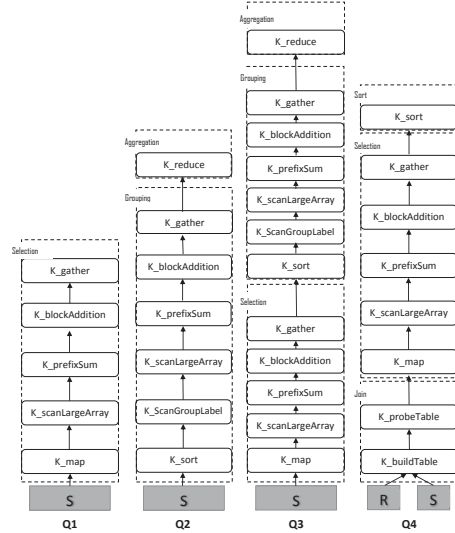 Selection
K_gather
K_blockAddition
K_prefixSum
K_scanLargeArray
K_map
S
Q1
Aggregation
K_reduce
Grouping
K_gather
K_blockAddition
K_prefixSum
K_scanLargeArray
K_ScanGroupLabel
K_sort
S
Q2
Aggregation
K_reduce
Grouping
K_gather
K_blockAddition
K_prefixSum
K_scanLargeArray
K_ScanGroupLabel
K_sort
Selection
K_gather
K_blockAddition
K_prefixSum
K_scanLargeArray
K_map
S
Q3
Sort
K_sort
Selection
K_gather
K_blockAddition
K_prefixSum
K_scanLargeArray
K_map
Join
K_probeTable
K_buildTable
R S
Q4